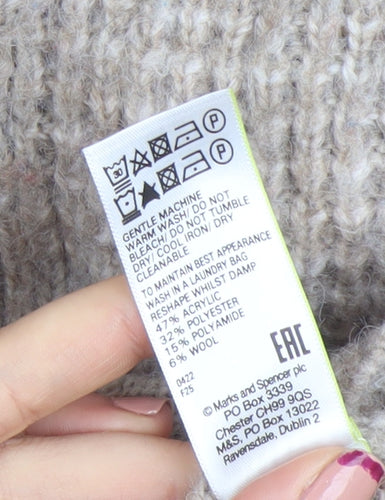 30 P
P
GENTLE MACHINE
WARM WASH/ DO NOT
BLEACH/ DO NOT TUMBLE
DRY/ COOL IRON/ DRY
CLEANABLE
TO MAINTAIN BEST APPEARANCE
WASH IN A LAUNDRY BAG
RESHAPE WHILST DAMP
47% ACRYLIC
32% POLYESTER
15% POLYAMIDE
6% WOOL
0422
F25
EAC
© Marks and Spencer plc
PO Box 3339
Chester CH99 9QS
M&S, PO Box 13022
Ravensdale, Dublin 2